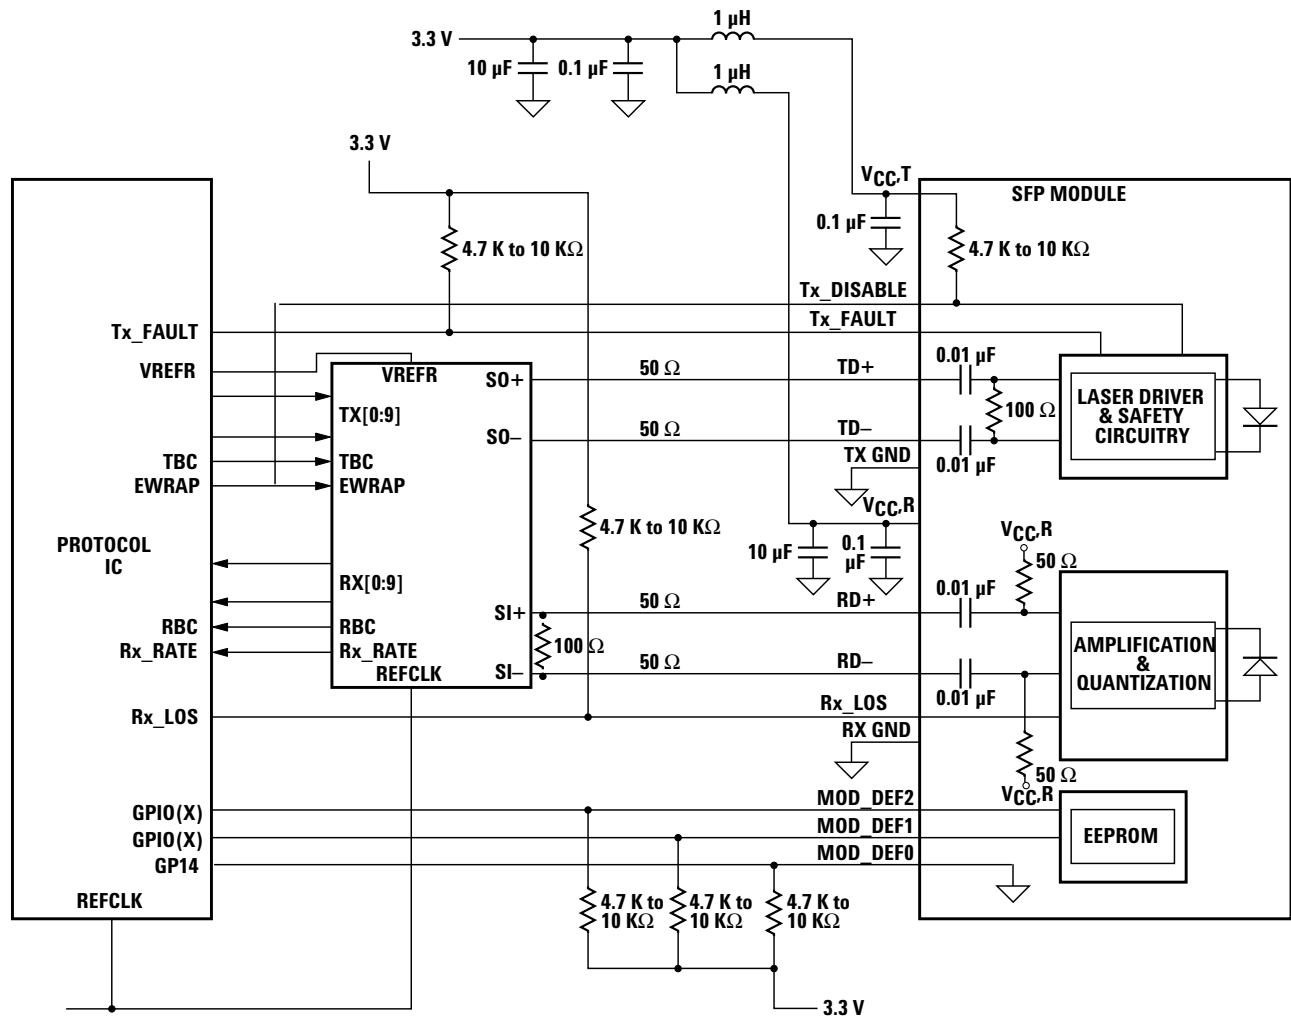 1 µH
3.3 V
10 µF
0.1 µF
1 µH
3.3 V
V_CC,T
SFP MODULE
0.1 µF
4.7 K to 10 KΩ
4.7 K to 10 KΩ
Tx_DISABLE
Tx_FAULT
Tx_FAULT
VREFR
VREFR
SO+
50 Ω
TD+
0.01 µF
TX[0:9]
100 Ω
LASER DRIVER
& SAFETY
CIRCUITRY
SO–
50 Ω
TD–
0.01 µF
TBC
TBC
TX GND
EWRAP
EWRAP
V_CC,R
4.7 K to 10 KΩ
PROTOCOL
IC
10 µF
0.1
µF
V_CC,R
50 Ω
RX[0:9]
SI+
50 Ω
RD+
0.01 µF
RBC
RBC
100 Ω
Rx_RATE
Rx_RATE
AMPLIFICATION
&
QUANTIZATION
REFCLK
SI–
50 Ω
RD–
0.01 µF
Rx_LOS
Rx_LOS
RX GND
50 Ω
V_CC,R
GPIO(X)
MOD_DEF2
GPIO(X)
MOD_DEF1
EEPROM
GP14
MOD_DEF0
REFCLK
4.7 K to
10 KΩ
4.7 K to
10 KΩ
4.7 K to
10 KΩ
3.3 V